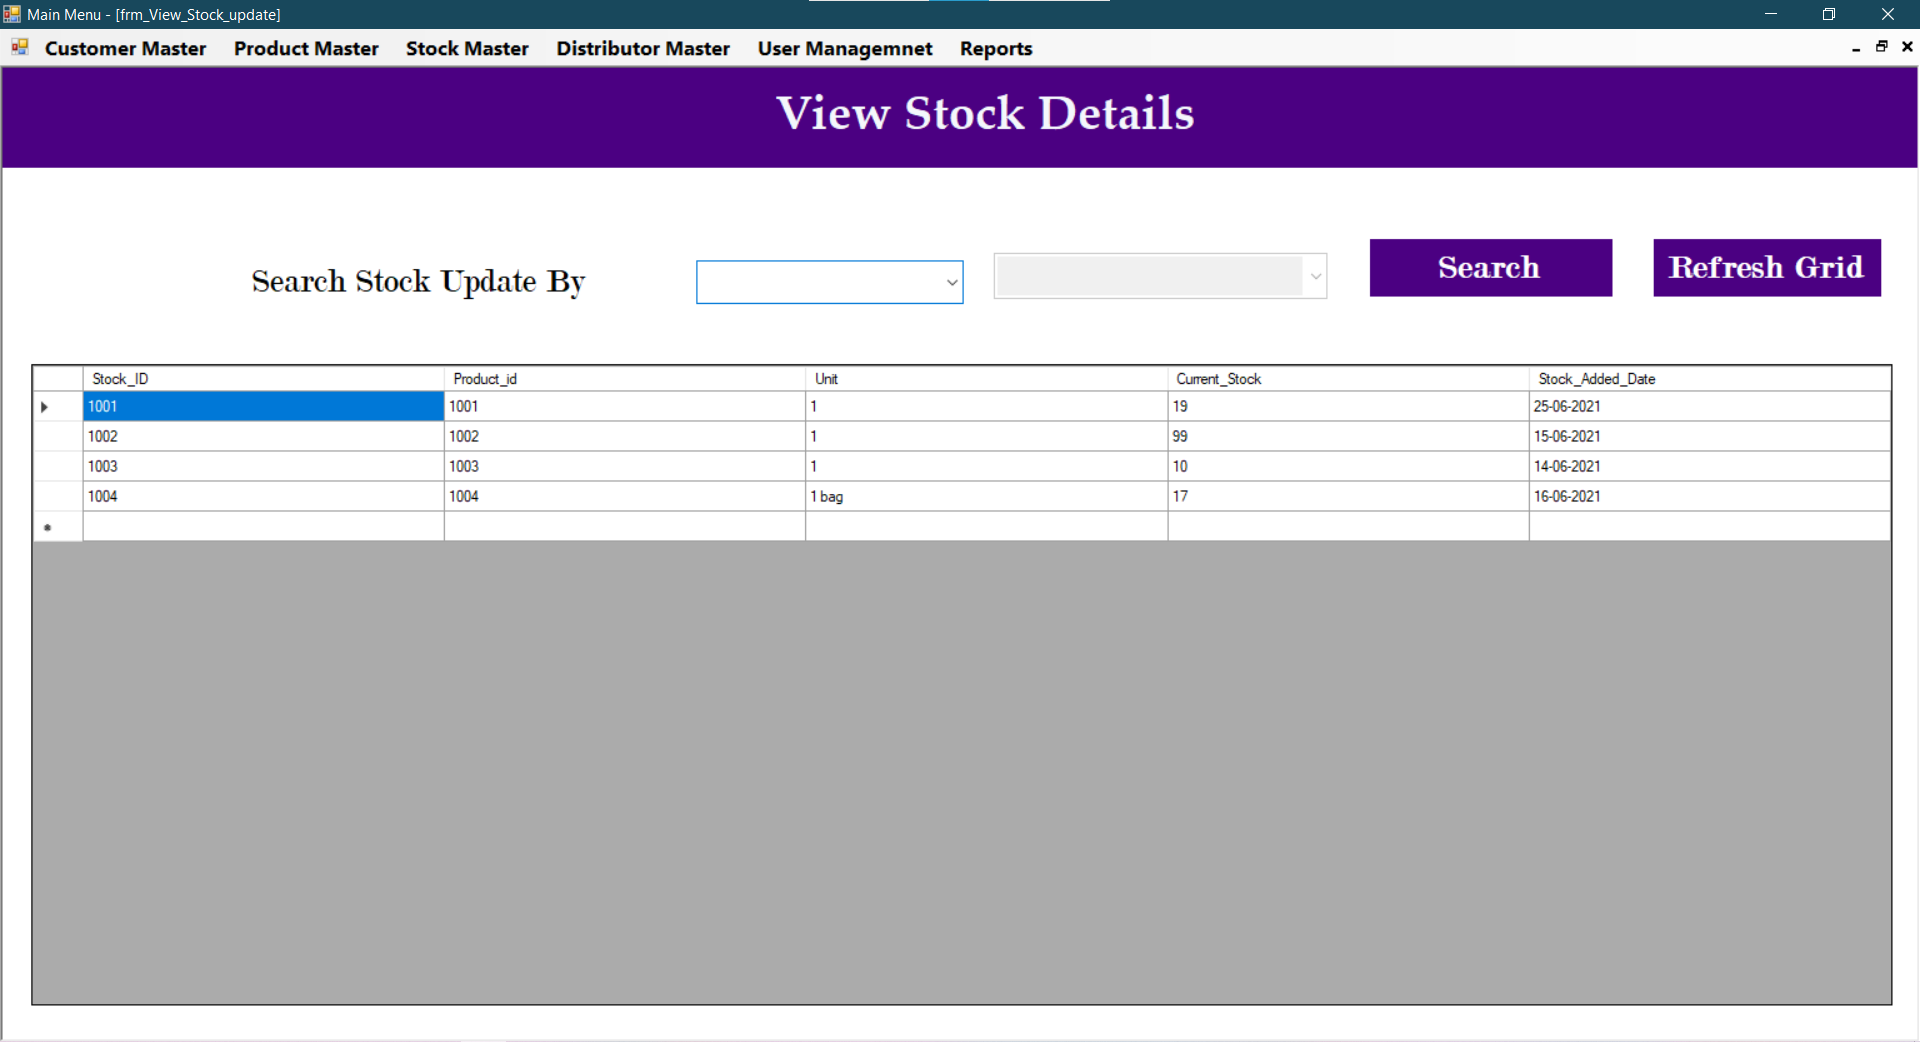 Main Menu - [frm_View_Stock_update]
Customer Master Product Master Stock Master Distributor Master User Managemnet Reports
View Stock Details
Search Stock Update By Search Refresh Grid
Stock_ID Product_id Unit Current_Stock Stock_Added_Date
1001 1001 1 19 25-06-2021
1002 1002 1 99 15-06-2021
1003 1003 1 10 14-06-2021
1004 1004 1 bag 17 16-06-2021